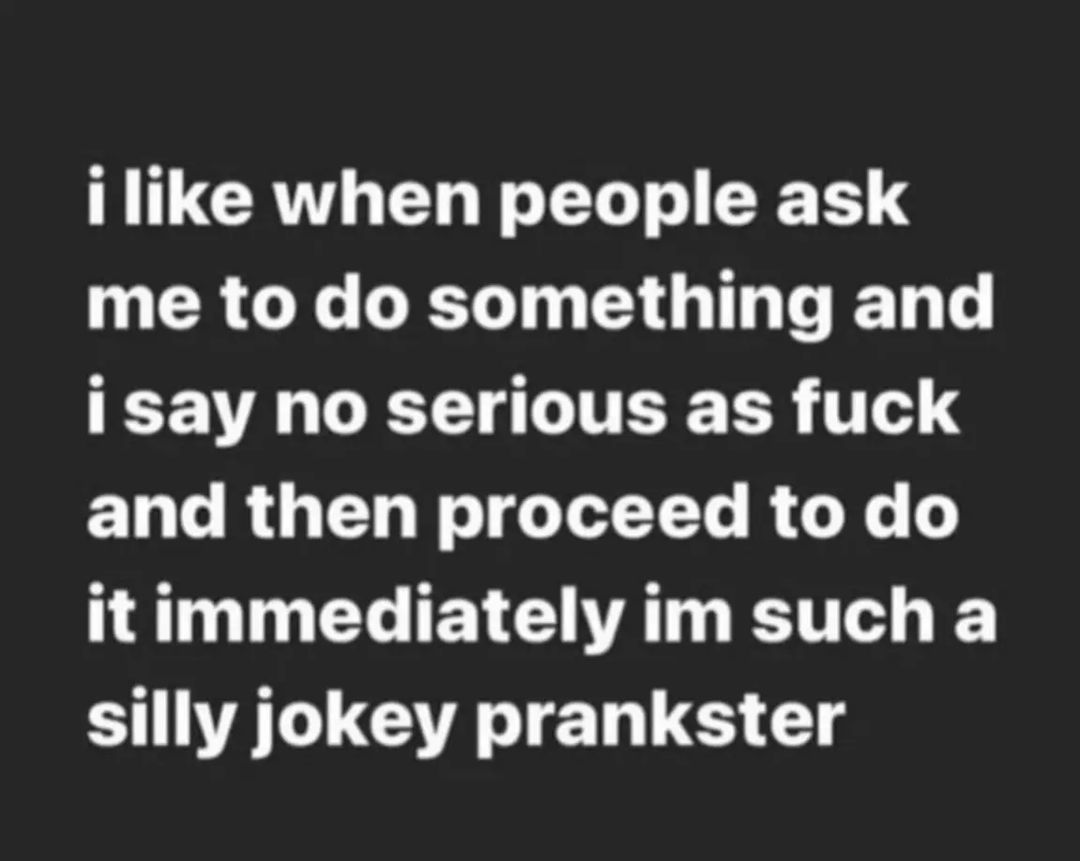 i like when people ask
me to do something and
i say no serious as fuck
and then proceed to do
it immediately im such a
silly jokey prankster